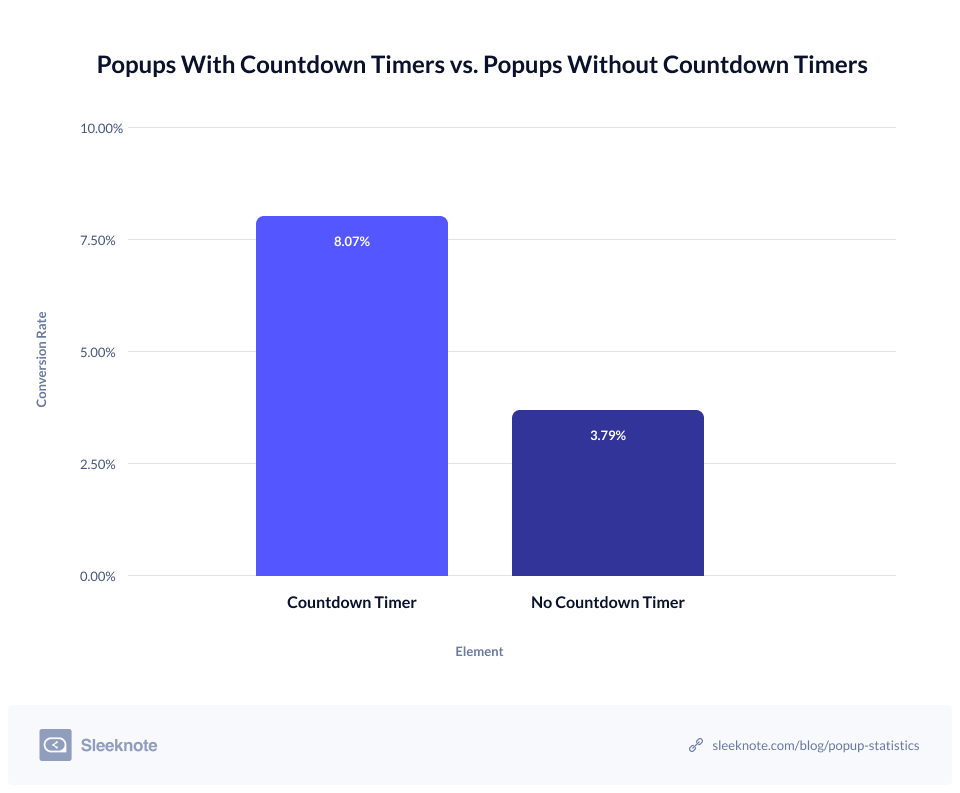 Popups With Countdown Timers vs. Popups Without Countdown Timers
10.00%
7.50%
5.00%
2.50%
0.00%
Conversion Rate
8.07%
3.79%
Countdown Timer
No Countdown Timer
Element
Sleeknote
sleeknote.com/blog/popup-statistics